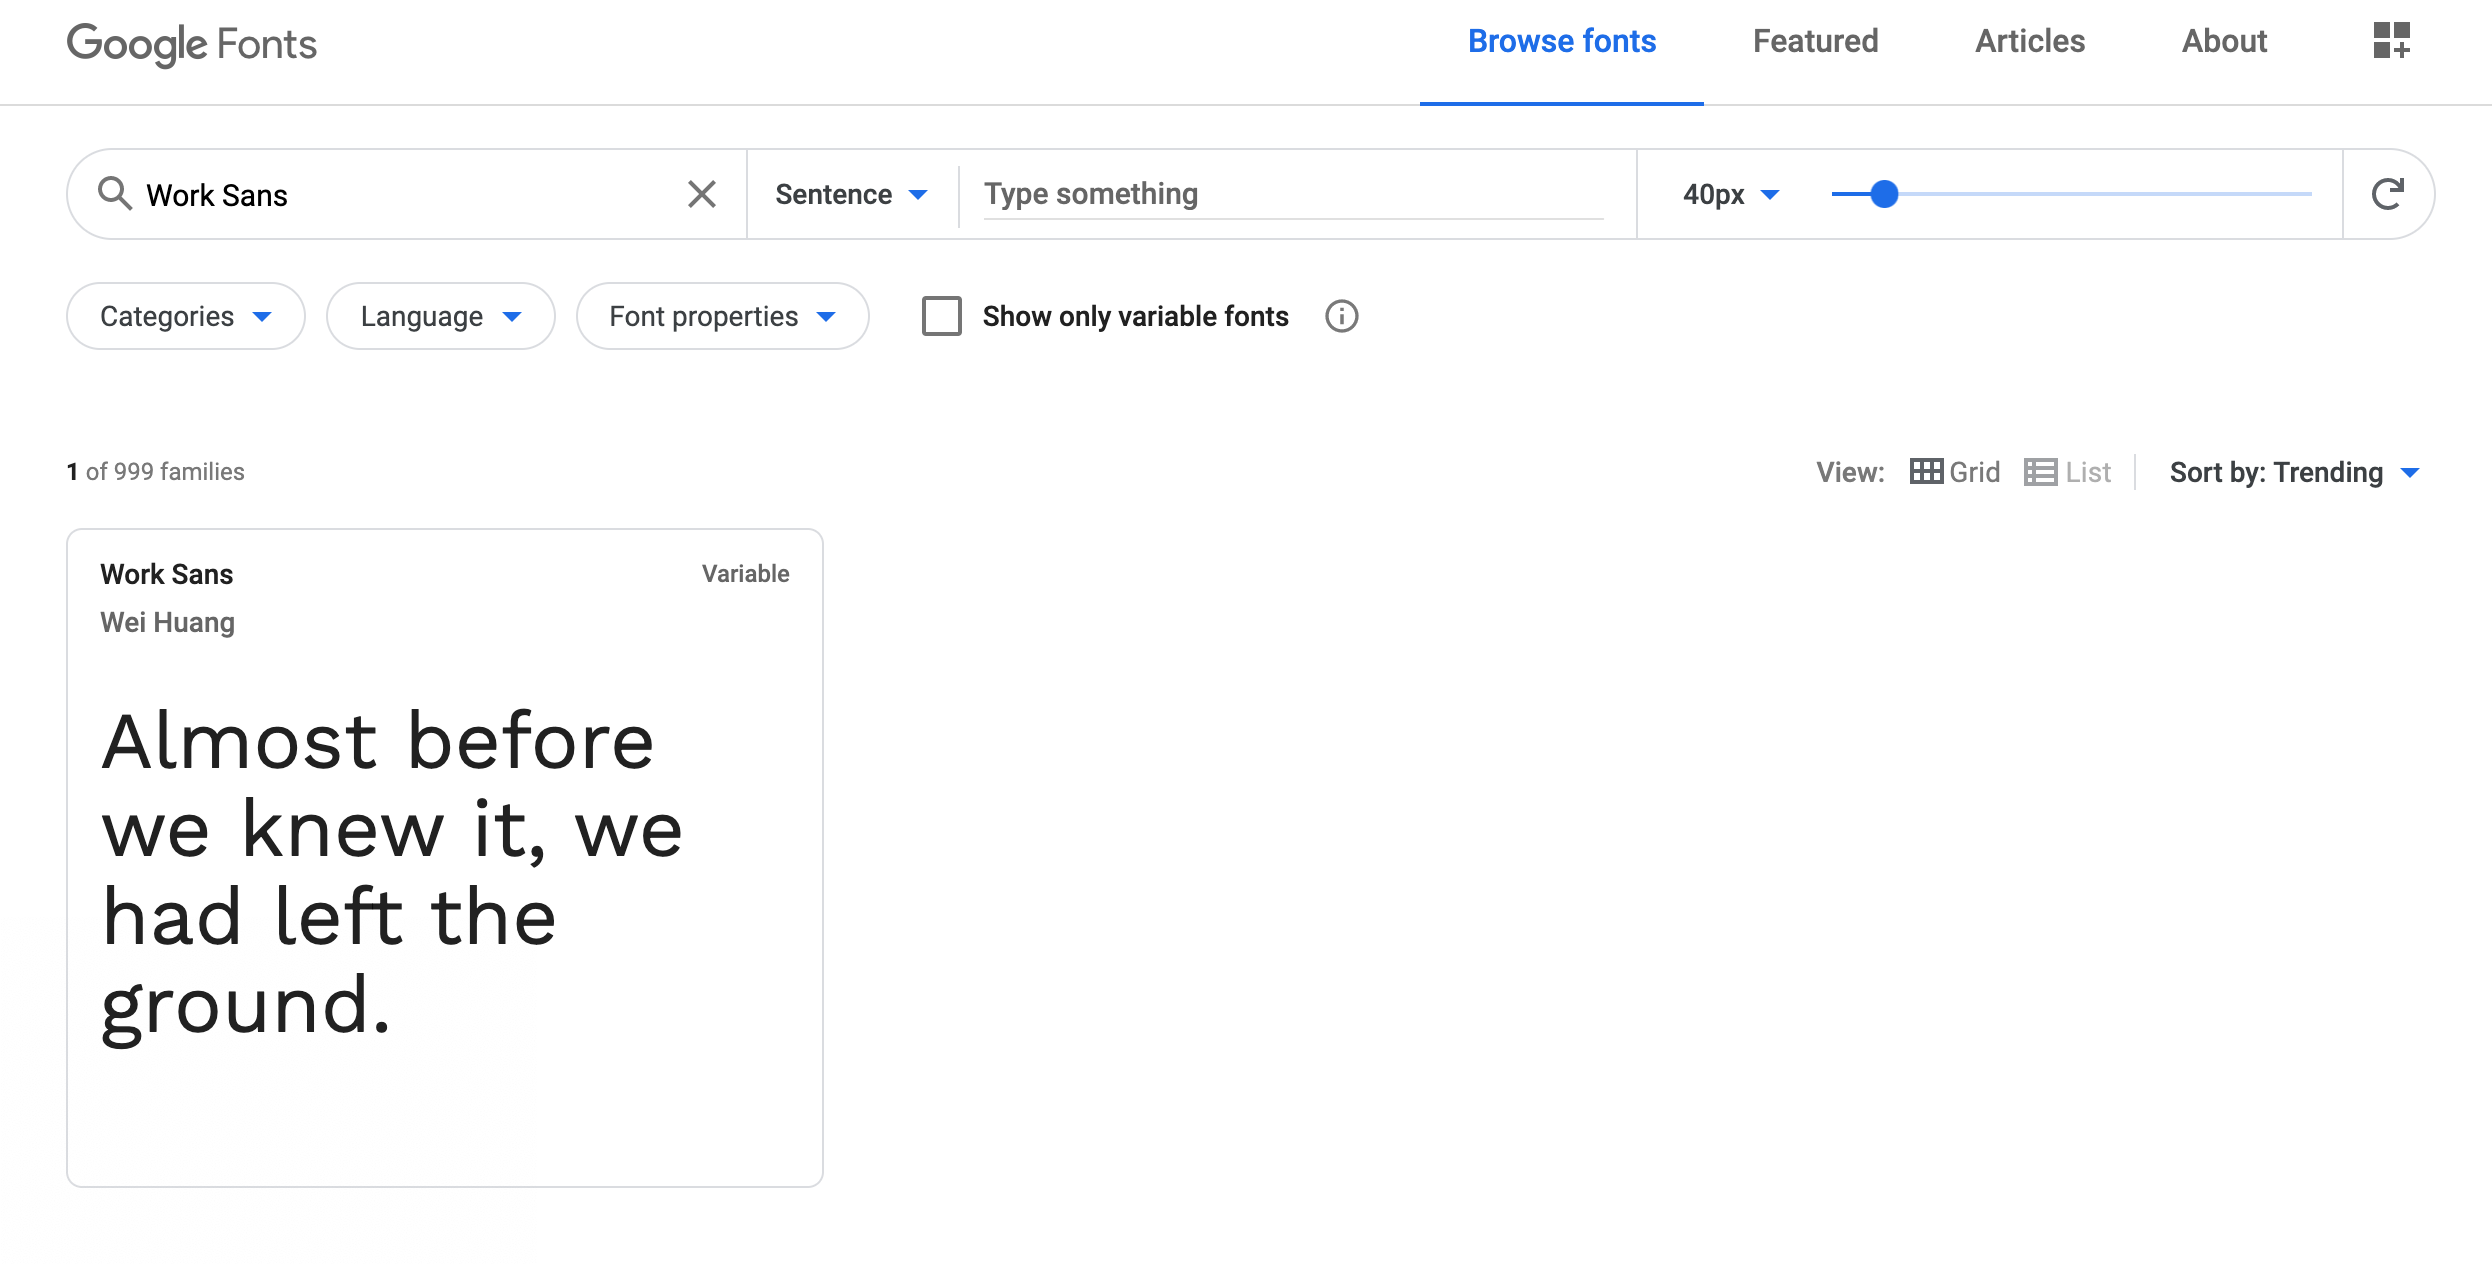 Google Fonts
Browse fonts
Featured
Articles
About
Work Sans
Sentence
Type something
40px
Categories
Language
Font properties
Show only variable fonts
1 of 999 families
View:
Grid
List
Sort by: Trending
Work Sans
Variable
Wei Huang
Almost before
we knew it, we
had left the
ground.